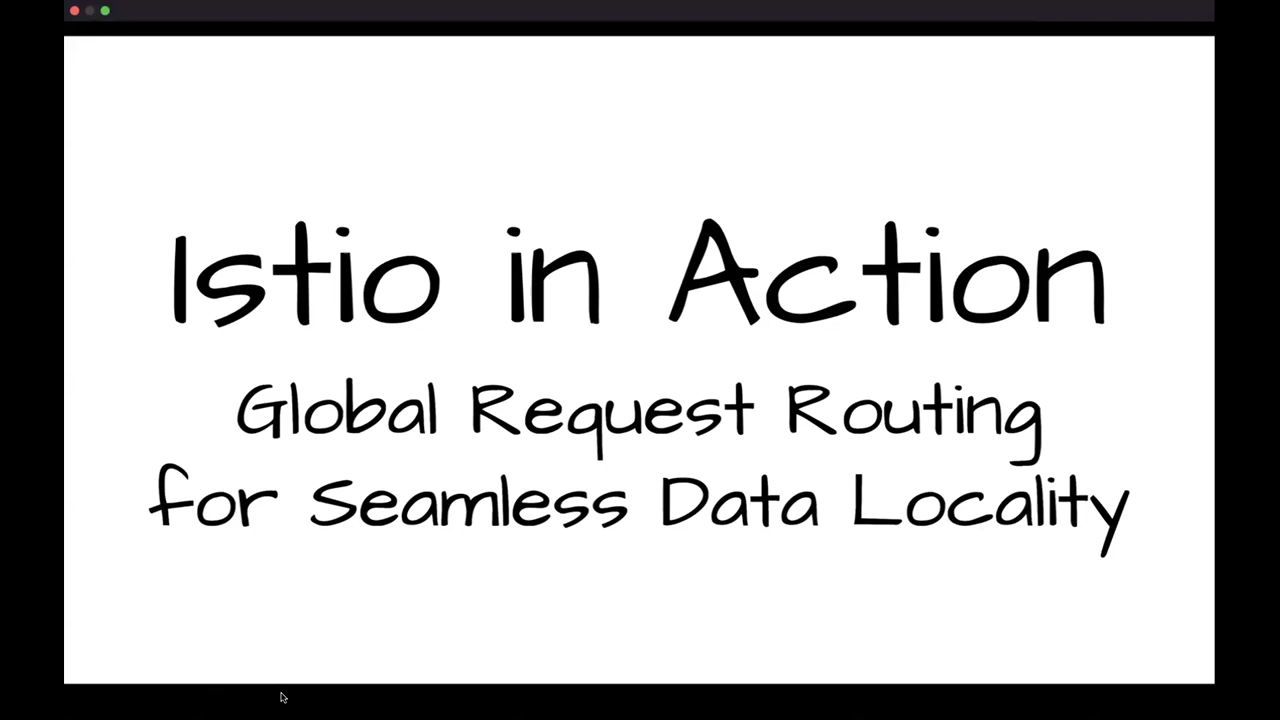 Istio in Action
Global Request Routing
for Seamless Data Locality